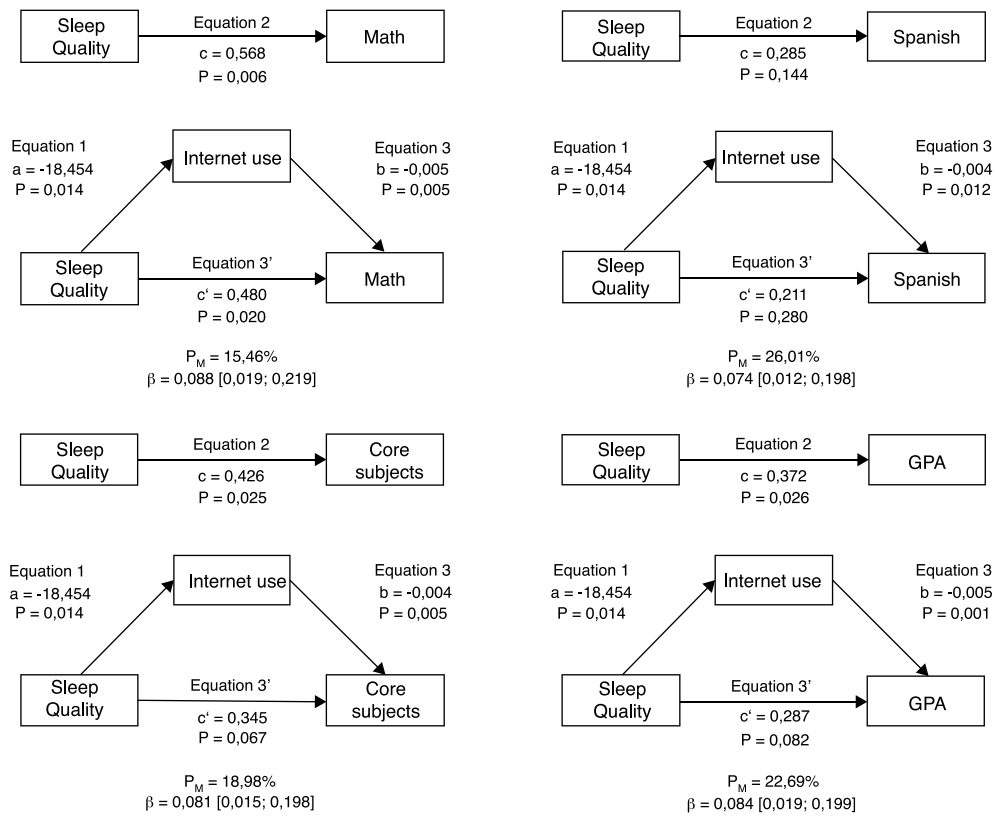 Sleep
Quality
Equation 2
c = 0,568
P = 0,006
Math
Equation 1
a = -18,454
P = 0,014
Internet use
Equation 3
b = -0,005
P = 0,005
Sleep
Quality
Equation 3’
c‘ = 0,480
P = 0,020
Math
P_M = 15,46%
β = 0,088 [0,019; 0,219]
Sleep
Quality
Equation 2
c = 0,285
P = 0,144
Spanish
Equation 1
a = -18,454
P = 0,014
Internet use
Equation 3
b = -0,004
P = 0,012
Sleep
Quality
Equation 3’
c‘ = 0,211
P = 0,280
Spanish
P_M = 26,01%
β = 0,074 [0,012; 0,198]
Sleep
Quality
Equation 2
c = 0,426
P = 0,025
Core
subjects
Equation 1
a = -18,454
P = 0,014
Internet use
Equation 3
b = -0,004
P = 0,005
Sleep
Quality
Equation 3’
c‘ = 0,345
P = 0,067
Core
subjects
P_M = 18,98%
β = 0,081 [0,015; 0,198]
Sleep
Quality
Equation 2
c = 0,372
P = 0,026
GPA
Equation 1
a = -18,454
P = 0,014
Internet use
Equation 3
b = -0,005
P = 0,001
Sleep
Quality
Equation 3’
c‘ = 0,287
P = 0,082
GPA
P_M = 22,69%
β = 0,084 [0,019; 0,199]